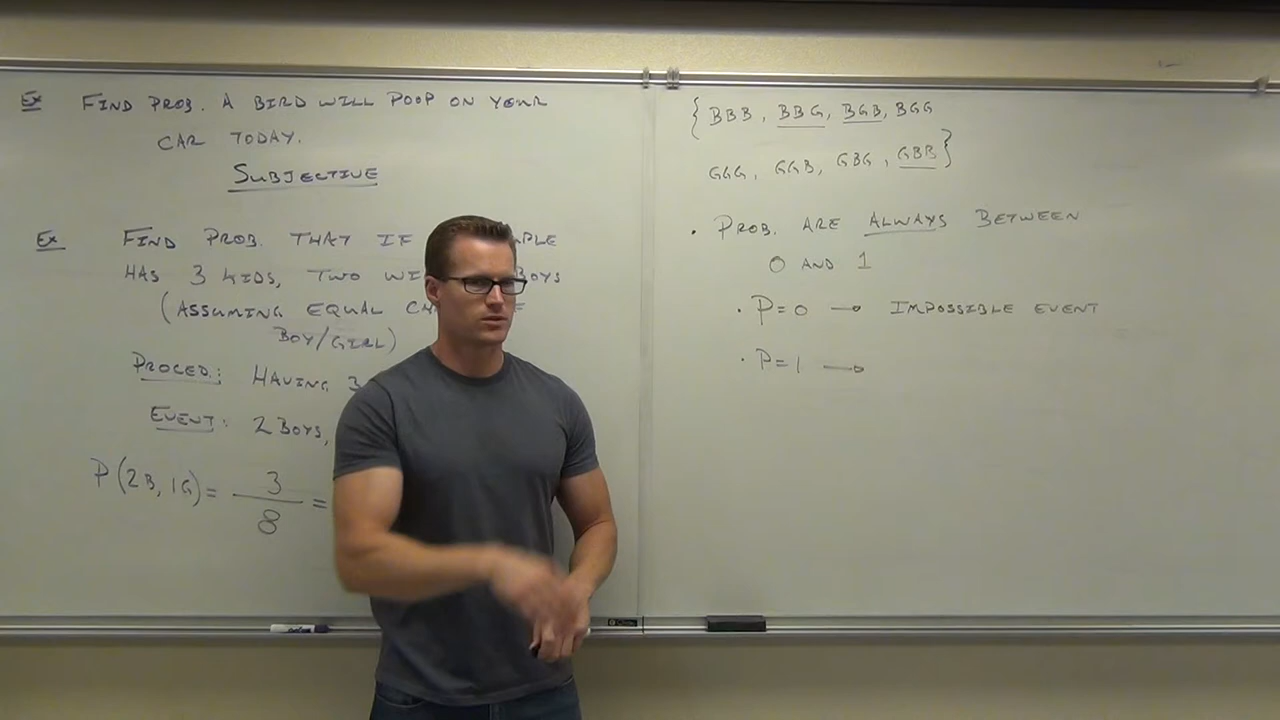 Ex FIND PROB. A BIRD WILL POOP ON YOUR
CAR TODAY.
SUBJECTIVE
Ex FIND PROB. THAT IF
HAS 3 KIDS, TWO BOYS
(ASSUMING EQUAL
BOY/GIRL)
PROCED: HAVING 3
EVENT: 2 BOYS,
P(2B, 1G) = 3/8 =
{BBB, BBG, BGB, BGG
GGG, GGB, GBG, GBB}
• PROB. ARE ALWAYS BETWEEN
0 AND 1
• P=0 → IMPOSSIBLE EVENT
• P=1 →